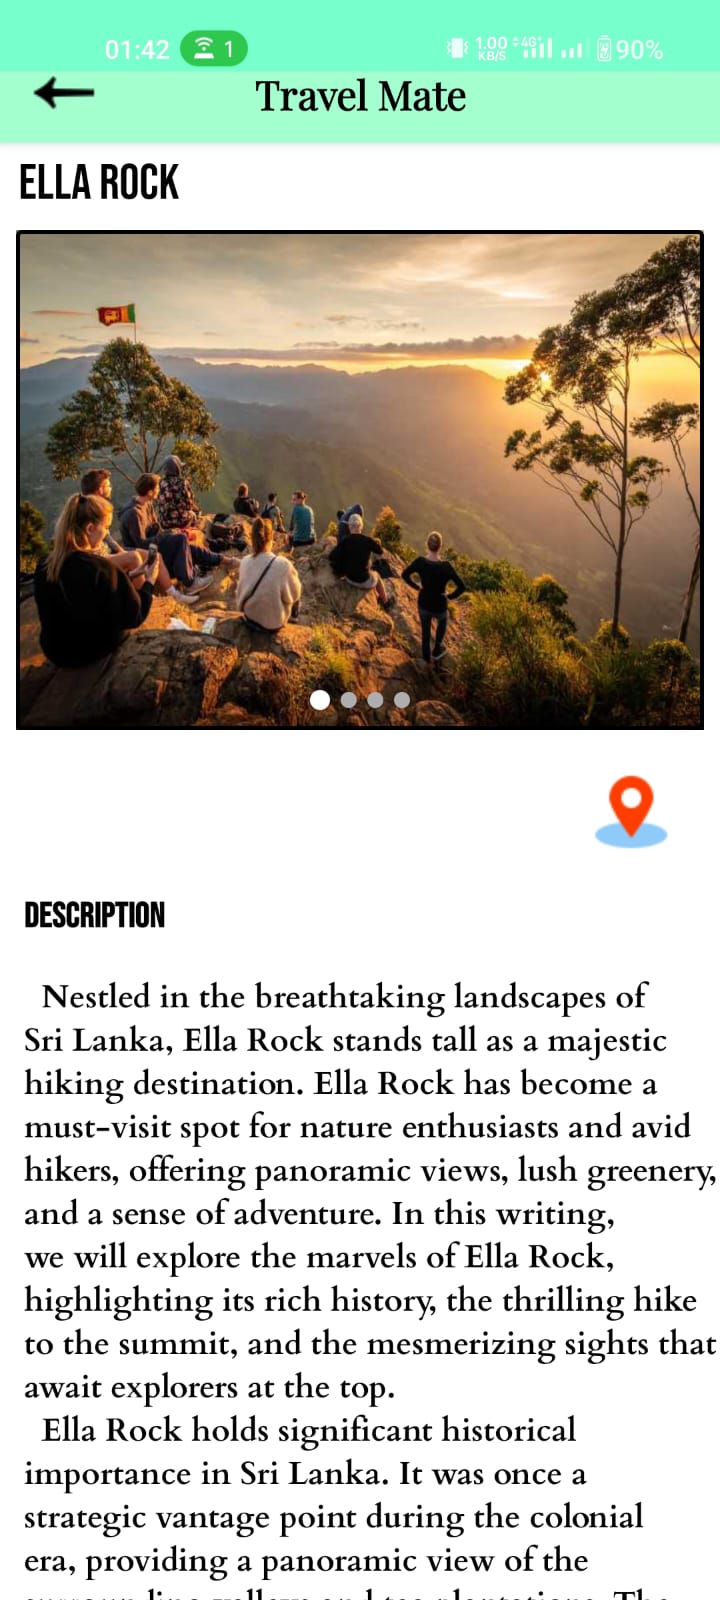 01:42 1 1.00 KB/S 4G+ 90%
Travel Mate
ELLA ROCK
DESCRIPTION
Nestled in the breathtaking landscapes of
Sri Lanka, Ella Rock stands tall as a majestic
hiking destination. Ella Rock has become a
must-visit spot for nature enthusiasts and avid
hikers, offering panoramic views, lush greenery,
and a sense of adventure. In this writing,
we will explore the marvels of Ella Rock,
highlighting its rich history, the thrilling hike
to the summit, and the mesmerizing sights that
await explorers at the top.
Ella Rock holds significant historical
importance in Sri Lanka. It was once a
strategic vantage point during the colonial
era, providing a panoramic view of the